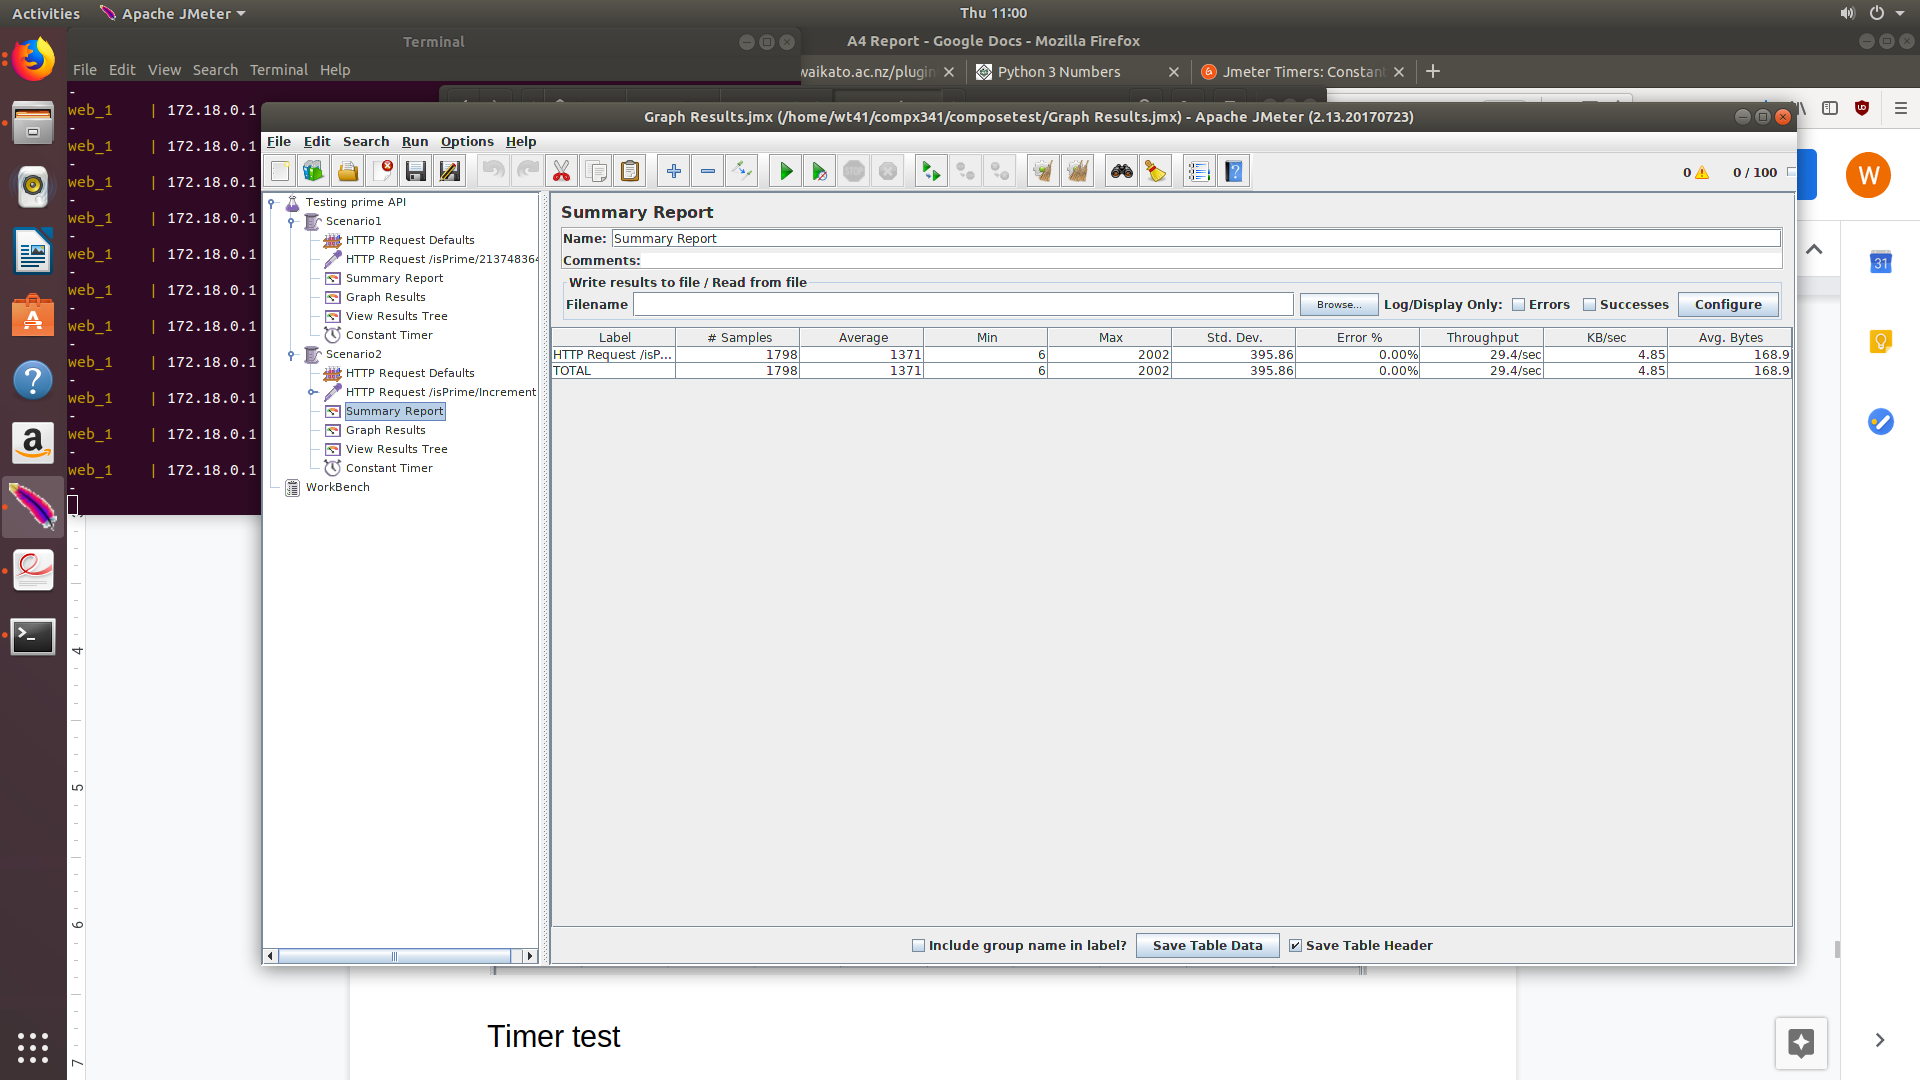 Activities Apache JMeter Thu 11:00
Terminal
A4 Report - Google Docs - Mozilla Firefox
File Edit View Search Terminal Help
waikato.ac.nz/plugin Python 3 Numbers Jmeter Timers: Constant
-
web_1 | 172.18.0.1
-
web_1 | 172.18.0.1
-
web_1 | 172.18.0.1
-
web_1 | 172.18.0.1
-
web_1 | 172.18.0.1
-
web_1 | 172.18.0.1
-
web_1 | 172.18.0.1
-
web_1 | 172.18.0.1
-
web_1 | 172.18.0.1
-
web_1 | 172.18.0.1
-
web_1 | 172.18.0.1
-
Graph Results.jmx (/home/wt41/compx341/composetest/Graph Results.jmx) - Apache JMeter (2.13.20170723)
File Edit Search Run Options Help
0 0 / 100
W
31
Testing prime API
Scenario1
HTTP Request Defaults
HTTP Request /isPrime/213748364
Summary Report
Graph Results
View Results Tree
Constant Timer
Scenario2
HTTP Request Defaults
HTTP Request /isPrime/Increment
Summary Report
Graph Results
View Results Tree
Constant Timer
WorkBench
Summary Report
Name: Summary Report
Comments:
Write results to file / Read from file
Filename Browse... Log/Display Only: Errors Successes Configure
Label # Samples Average Min Max Std. Dev. Error % Throughput KB/sec Avg. Bytes
HTTP Request /isP... 1798 1371 6 2002 395.86 0.00% 29.4/sec 4.85 168.9
TOTAL 1798 1371 6 2002 395.86 0.00% 29.4/sec 4.85 168.9
Include group name in label? Save Table Data Save Table Header
4
5
6
7
Timer test